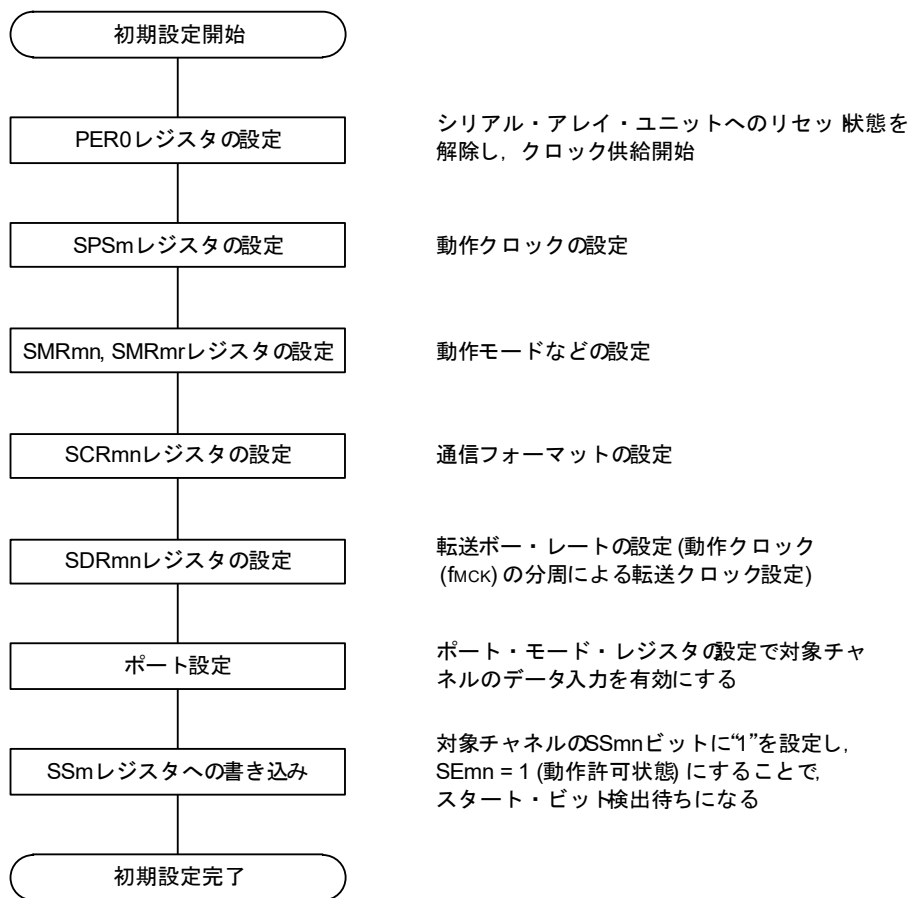 初期設定開始
PER0レジスタの設定
シリアル・アレイ・ユニットへのリセット状態を
解除し，クロック供給開始
SPSmレジスタの設定
動作クロックの設定
SMRmn, SMRmrレジスタの設定
動作モードなどの設定
SCRmnレジスタの設定
通信フォーマットの設定
SDRmnレジスタの設定
転送ボー・レートの設定 (動作クロック
(fMCK) の分周による転送クロック設定)
ポート設定
ポート・モード・レジスタの設定で対象チャ
ネルのデータ入力を有効にする
SSmレジスタへの書き込み
対象チャネルのSSmnビットに“1”を設定し，
SEmn = 1 (動作許可状態) にすることで，
スタート・ビット検出待ちになる
初期設定完了